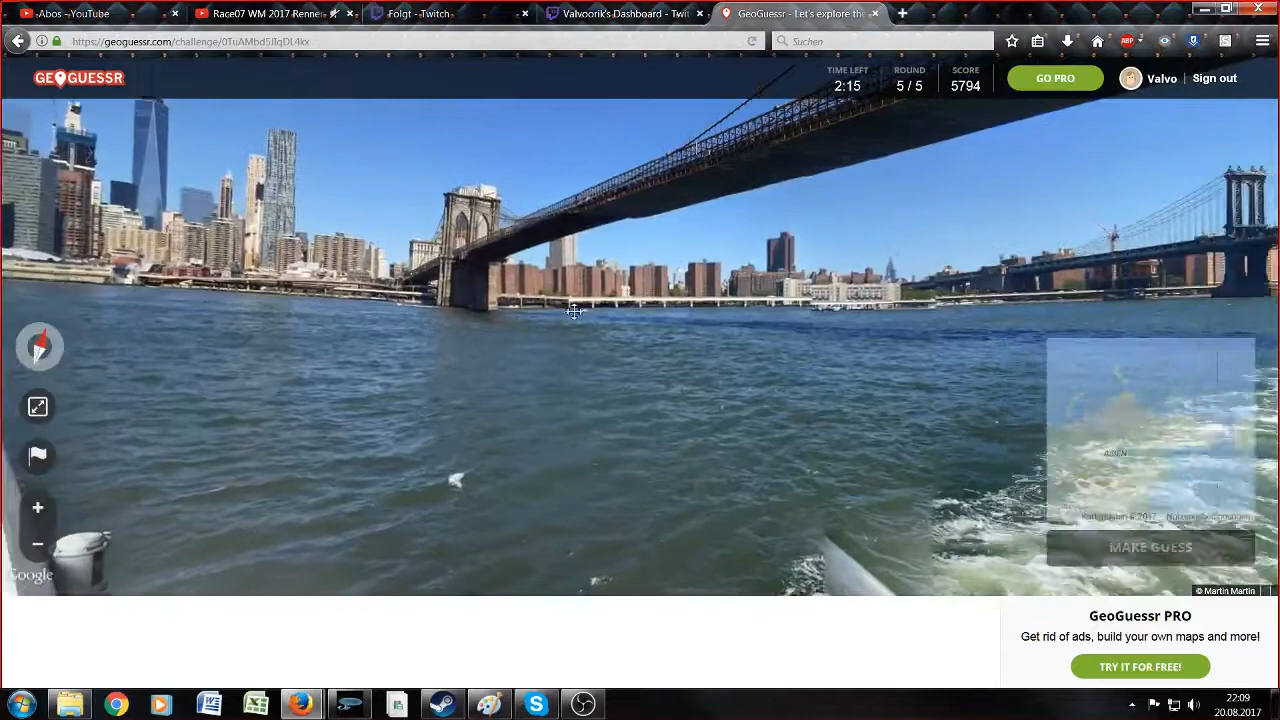 Abos - YouTube
Race07 WM 2017 Rennen
Folgt - Twitch
Valvoorik's Dashboard - Twit
GeoGuessr - Let's explore the
https://geoguessr.com/challenge/
Suchen
ABP
GEOGUESSR
TIME LEFT
2:15
ROUND
5 / 5
SCORE
5794
GO PRO
Valvo
Sign out
MAKE GUESS
Google
© Martin Martin
GeoGuessr PRO
Get rid of ads, build your own maps and more!
TRY IT FOR FREE!
22:09
20.08.2017